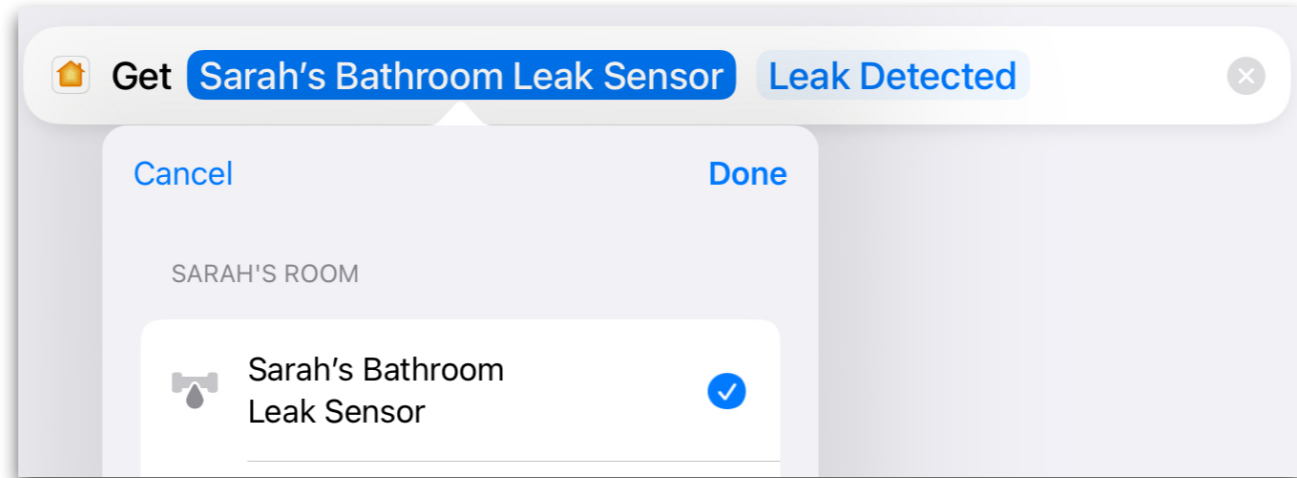 Get Sarah’s Bathroom Leak Sensor Leak Detected
Cancel Done
SARAH'S ROOM
Sarah’s Bathroom
Leak Sensor